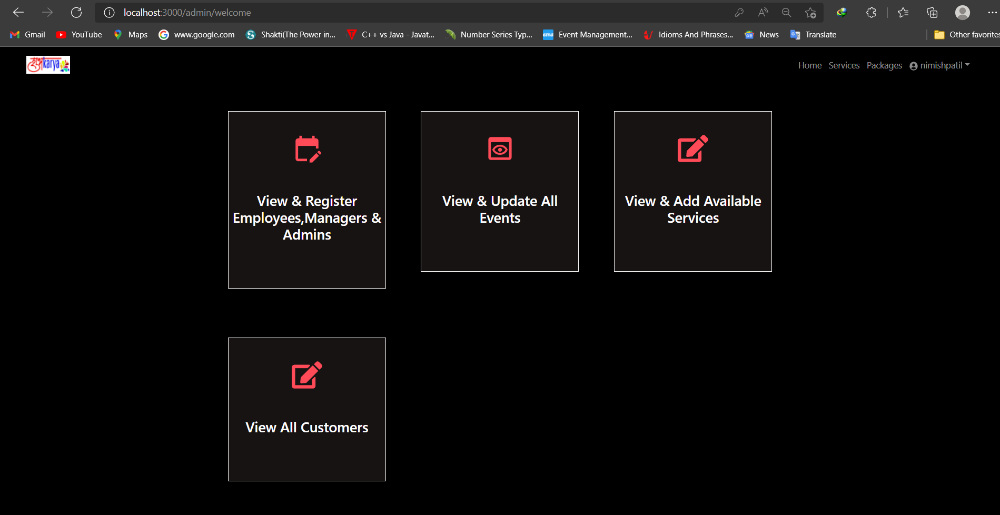 localhost:3000/admin/welcome
Gmail YouTube Maps www.google.com Shakti(The Power in... C++ vs Java - Javat... Number Series Typ... Event Management... Idioms And Phrases... News Translate Other favorites
शुभkarya
Home Services Packages nimishpatil
View & Register
Employees,Managers &
Admins
View & Update All
Events
View & Add Available
Services
View All Customers